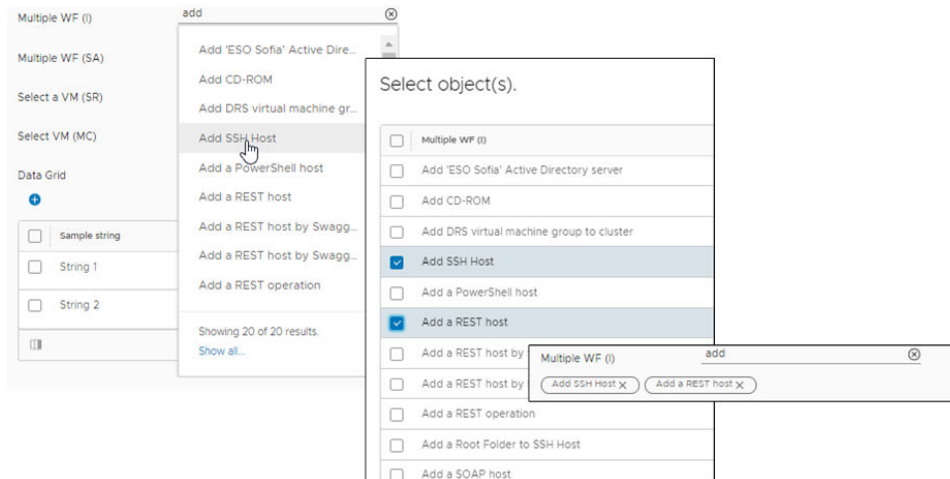 Multiple WF (I)
add
Multiple WF (SA)
Select a VM (SR)
Select VM (MC)
Data Grid
Sample string
String 1
String 2
Add 'ESO Sofia' Active Dire...
Add CD-ROM
Add DRS virtual machine gr...
Add SSH Host
Add a PowerShell host
Add a REST host
Add a REST host by Swagg...
Add a REST host by Swagg...
Add a REST operation
Showing 20 of 20 results.
Show all...
Select object(s).
Multiple WF (I)
Add 'ESO Sofia' Active Directory server
Add CD-ROM
Add DRS virtual machine group to cluster
Add SSH Host
Add a PowerShell host
Add a REST host
Add a REST host by
Add a REST host by
Add a REST operation
Add a Root Folder to SSH Host
Add a SOAP host
Multiple WF (I)
add
Add SSH Host X
Add a REST host X